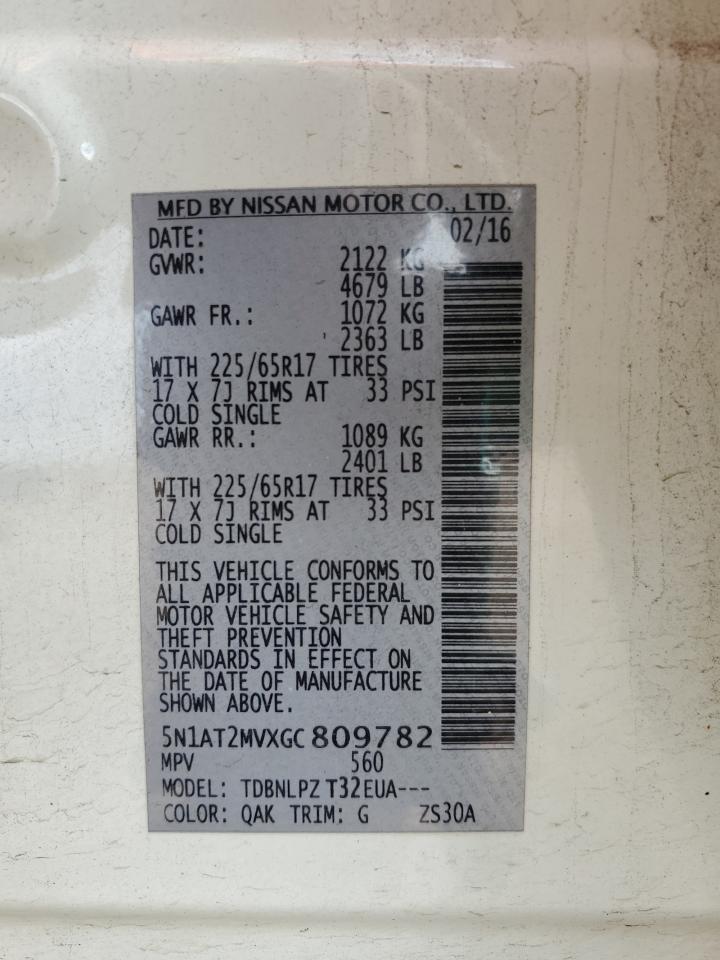 MFD BY NISSAN MOTOR CO., LTD.
DATE: 02/16
GVWR: 2122 KG
4679 LB
GAWR FR.: 1072 KG
2363 LB
WITH 225/65R17 TIRES
17 X 7J RIMS AT 33 PSI
COLD SINGLE
GAWR RR.: 1089 KG
2401 LB
WITH 225/65R17 TIRES
17 X 7J RIMS AT 33 PSI
COLD SINGLE
THIS VEHICLE CONFORMS TO
ALL APPLICABLE FEDERAL
MOTOR VEHICLE SAFETY AND
THEFT PREVENTION
STANDARDS IN EFFECT ON
THE DATE OF MANUFACTURE
SHOWN ABOVE.
5N1AT2MVXGC809782
MPV 560
MODEL: TDBNLPZ T32EUA---
COLOR: QAK TRIM: G ZS30A